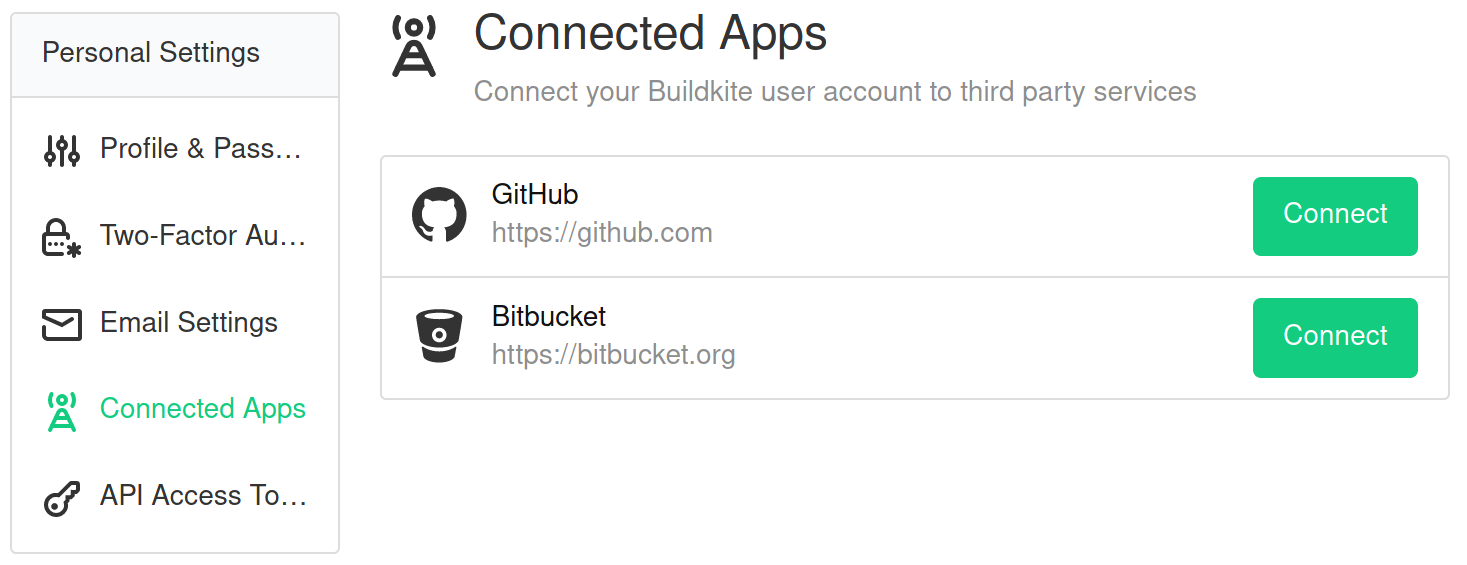 Personal Settings
Profile & Pass…
Two-Factor Au…
Email Settings
Connected Apps
API Access To…
Connected Apps
Connect your Buildkite user account to third party services
GitHub
https://github.com
Connect
Bitbucket
https://bitbucket.org
Connect